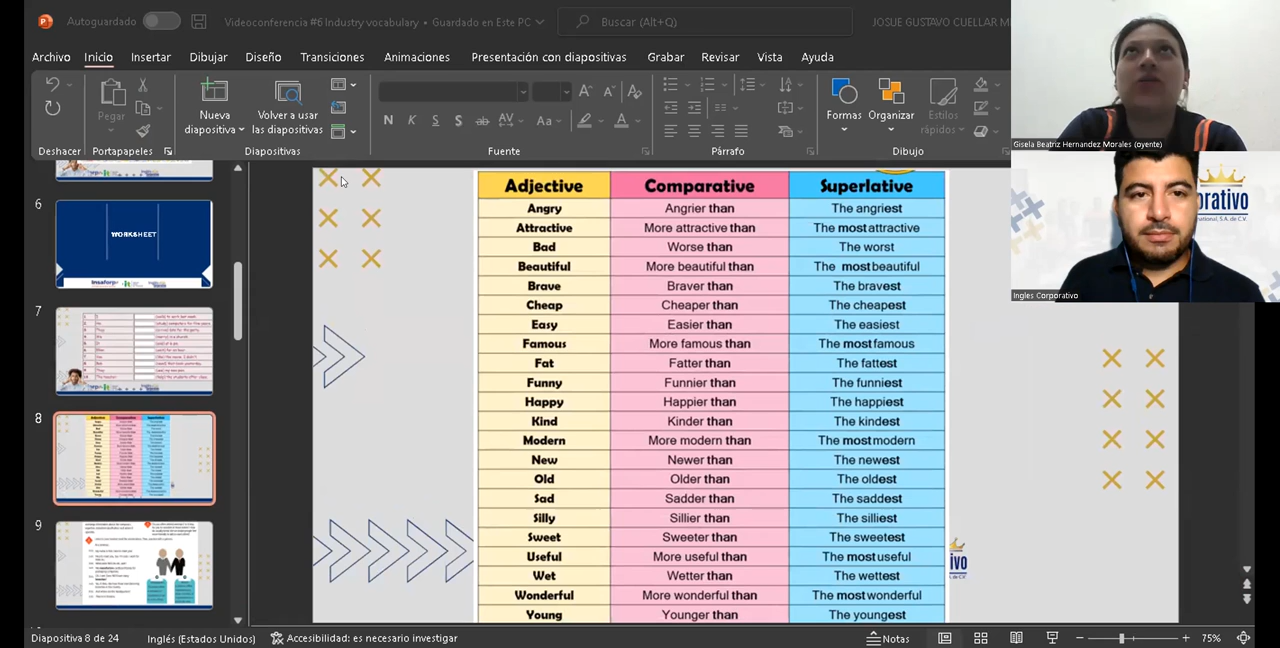 Autoguardado
Videoconferencia #6 Industry vocabulary • Guardado en Este PC
Buscar (Alt+Q)
JOSUE GUSTAVO CUELLAR M
Archivo Inicio Insertar Dibujar Diseño Transiciones Animaciones Presentación con diapositivas Grabar Revisar Vista Ayuda
Pegar
Nueva diapositiva
Volver a usar las diapositivas
N K S S ab AV Aa A
Formas Organizar Estilos rápidos
Deshacer Portapapeles Diapositivas Fuente Párrafo Dibujo
Gisela Beatriz Hernandez Morales (oyente)
Ingles Corporativo
6
WORKSHEET
7
8
9
Adjective Comparative Superlative
Angry Angrier than The angriest
Attractive More attractive than The most attractive
Bad Worse than The worst
Beautiful More beautiful than The most beautiful
Brave Braver than The bravest
Cheap Cheaper than The cheapest
Easy Easier than The easiest
Famous More famous than The most famous
Fat Fatter than The fattest
Funny Funnier than The funniest
Happy Happier than The happiest
Kind Kinder than The kindest
Modern More modern than The most modern
New Newer than The newest
Old Older than The oldest
Sad Sadder than The saddest
Silly Sillier than The silliest
Sweet Sweeter than The sweetest
Useful More useful than The most useful
Wet Wetter than The wettest
Wonderful More wonderful than The most wonderful
Young Younger than The youngest
Diapositiva 8 de 24 Inglés (Estados Unidos) Accesibilidad: es necesario investigar Notas 75%